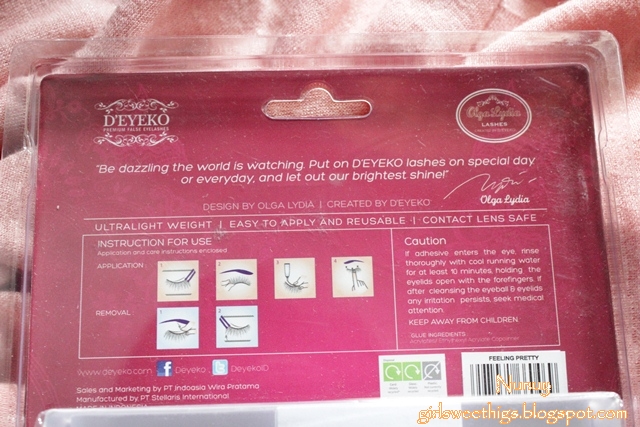 D'EYEKO
PREMIUM FALSE EYELASHES
Olga Lydia
LASHES
"Be dazzling the world is watching. Put on D'EYEKO lashes on special day
or everyday, and let out our brightest shine!"
Olga Lydia
DESIGN BY OLGA LYDIA | CREATED BY D'EYEKO
ULTRALIGHT WEIGHT | EASY TO APPLY AND REUSABLE | CONTACT LENS SAFE
INSTRUCTION FOR USE
Application and care instructions enclosed
APPLICATION
1
2
3
4
REMOVAL
1
2
Caution
If adhesive enters the eye, rinse
thoroughly with cool running water
for at least 10 minutes, holding the
eyelids open with the forefingers. If
after cleansing the eyeball & eyelids
any irritation persists, seek medical
attention.
KEEP AWAY FROM CHILDREN
GLUE INGREDIENTS:
www.deyeko.com
Deyeko
DeyekoID
Sales and Marketing by PT Indoasia Wira Pratama
Manufactured by PT Stellaris International
MADE IN INDONESIA
FEELING PRETTY
Nuruy
girlsweethigs.blogspot.com